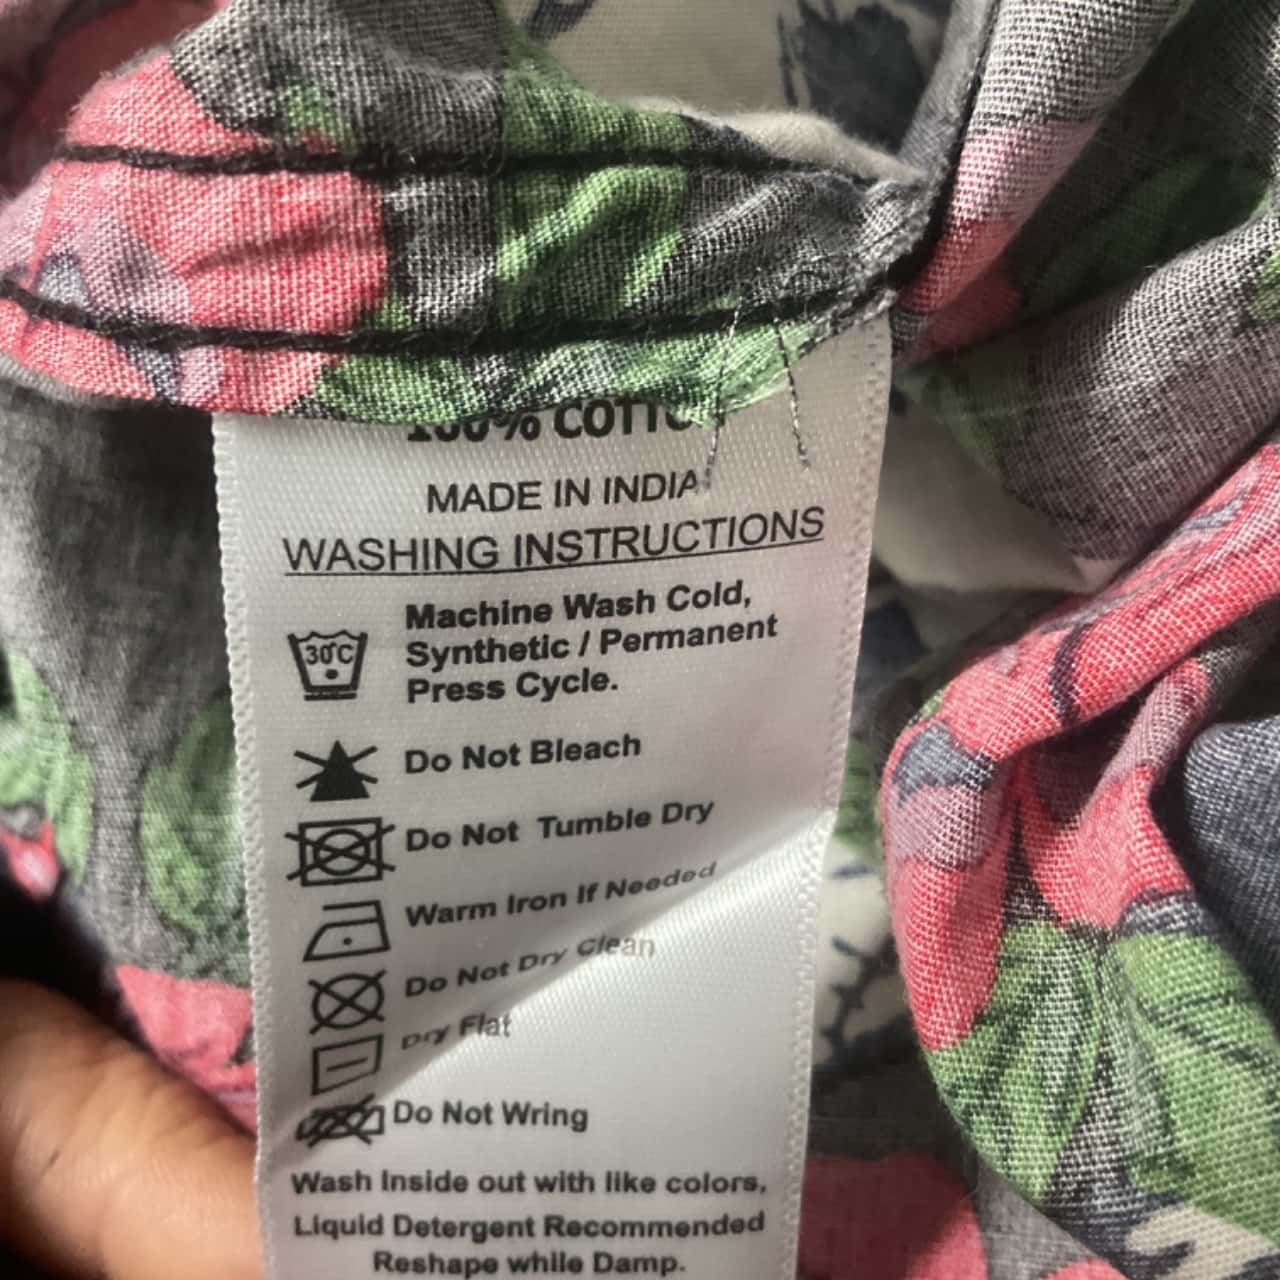 100% COTTON
MADE IN INDIA
WASHING INSTRUCTIONS
30°C
Machine Wash Cold,
Synthetic / Permanent
Press Cycle.
Do Not Bleach
Do Not Tumble Dry
Warm Iron If Needed
Do Not Dry Clean
Dry Flat
Do Not Wring
Wash Inside out with like colors,
Liquid Detergent Recommended
Reshape while Damp.